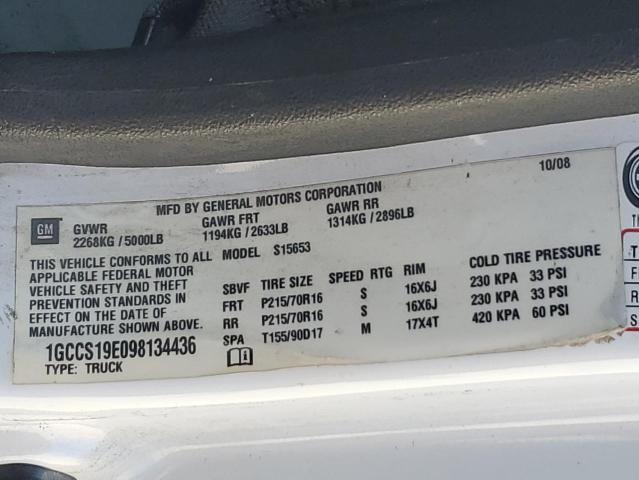 10/08
MFD BY GENERAL MOTORS CORPORATION
GM
GVWR GAWR FRT GAWR RR
2268KG / 5000LB 1194KG / 2633LB 1314KG / 2896LB
THIS VEHICLE CONFORMS TO ALL
APPLICABLE FEDERAL MOTOR
VEHICLE SAFETY AND THEFT
PREVENTION STANDARDS IN
EFFECT ON THE DATE OF
MANUFACTURE SHOWN ABOVE.
1GCCS19E098134436
TYPE: TRUCK
S15653
SBVF TIRE SIZE SPEED RTG RIM COLD TIRE PRESSURE
FRT P215/70R16 S 16X6J 230 KPA 33 PSI
RR P215/70R16 S 16X6J 230 KPA 33 PSI
SPA T155/90D17 M 17X4T 420 KPA 60 PSI